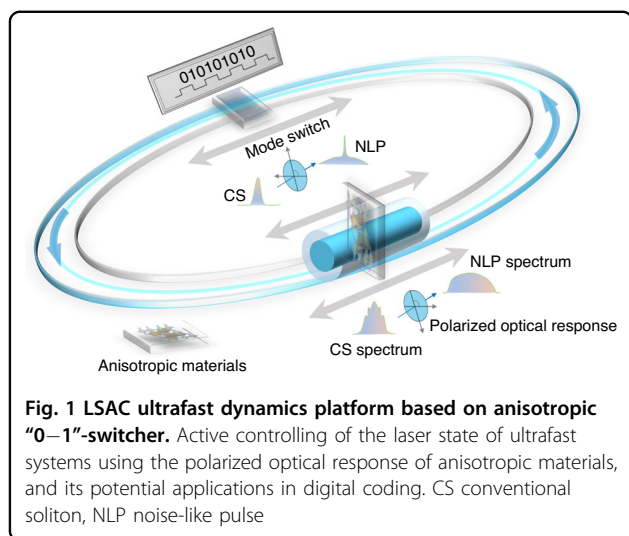 010101010
Mode switch
NLP
CS
NLP spectrum
Polarized optical response
CS spectrum
Anisotropic materials
Fig. 1 LSAC ultrafast dynamics platform based on anisotropic
“0−1”-switcher. Active controlling of the laser state of ultrafast
systems using the polarized optical response of anisotropic materials,
and its potential applications in digital coding. CS conventional
soliton, NLP noise-like pulse